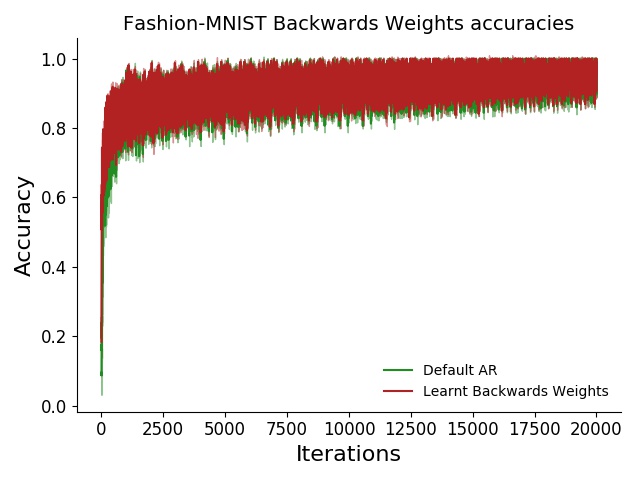 Fashion-MNIST Backwards Weights accuracies
1.0
0.8
0.6
0.4
0.2
0.0
Accuracy
Default AR
Learnt Backwards Weights
0 2500 5000 7500 10000 12500 15000 17500 20000
Iterations